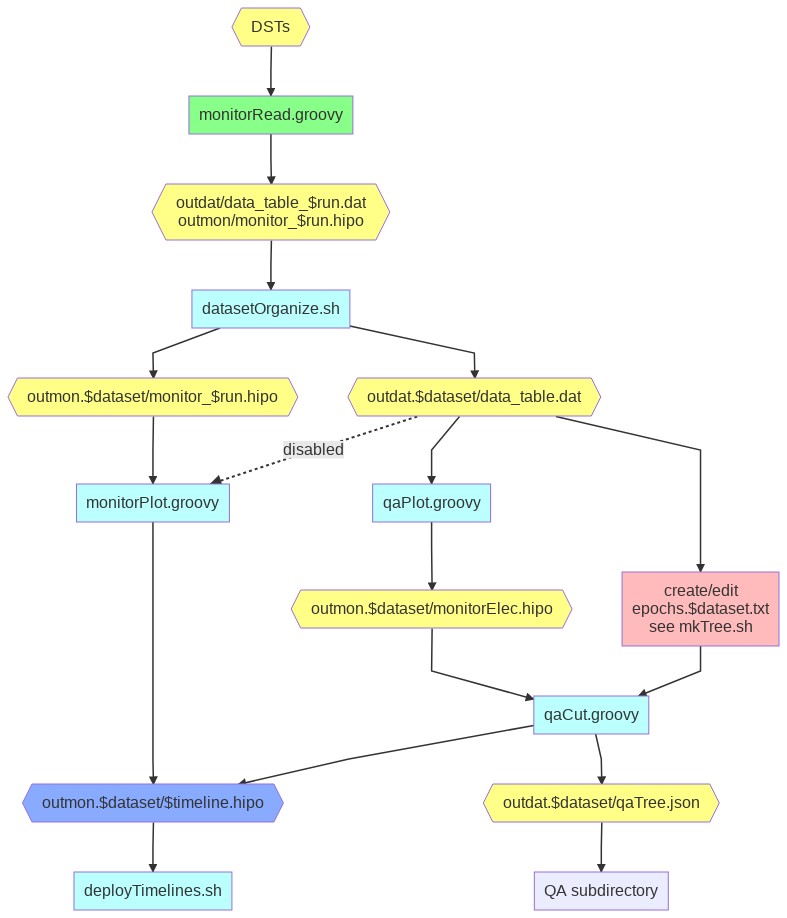 DSTs
monitorRead.groovy
outdat/data_table_$run.dat
outmon/monitor_$run.hipo
datasetOrganize.sh
outmon.$dataset/monitor_$run.hipo
outdat.$dataset/data_table.dat
disabled
monitorPlot.groovy
qaPlot.groovy
create/edit
epochs.$dataset.txt
see mkTree.sh
outmon.$dataset/monitorElec.hipo
qaCut.groovy
outmon.$dataset/$timeline.hipo
outdat.$dataset/qaTree.json
deployTimelines.sh
QA subdirectory